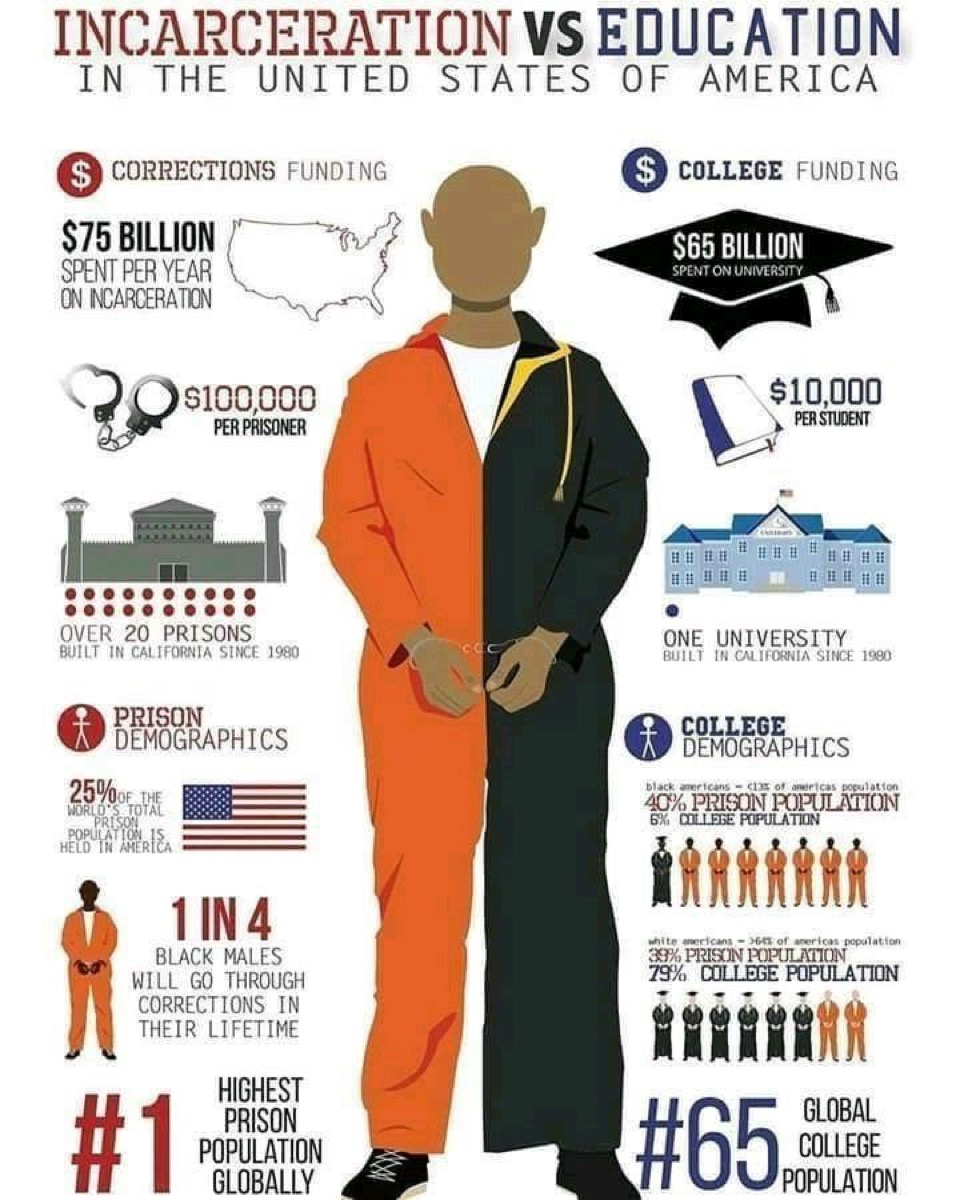 INCARCERATION VS EDUCATION
IN THE UNITED STATES OF AMERICA
$ CORRECTIONS FUNDING
$75 BILLION
SPENT PER YEAR
ON INCARCERATION
$100,000
PER PRISONER
OVER 20 PRISONS
BUILT IN CALIFORNIA SINCE 1980
PRISON
DEMOGRAPHICS
25% OF THE
WORLD'S TOTAL
PRISON
POPULATION IS
HELD IN AMERICA
1 IN 4
BLACK MALES
WILL GO THROUGH
CORRECTIONS IN
THEIR LIFETIME
#1
HIGHEST
PRISON
POPULATION
GLOBALLY
$ COLLEGE FUNDING
$65 BILLION
SPENT ON UNIVERSITY
$10,000
PER STUDENT
UNIVERSITY
ONE UNIVERSITY
BUILT IN CALIFORNIA SINCE 1980
COLLEGE
DEMOGRAPHICS
black americans - <13% of americas population
40% PRISON POPULATION
6% COLLEGE POPULATION
white americans - >64% of americas population
39% PRISON POPULATION
79% COLLEGE POPULATION
#65
GLOBAL
COLLEGE
POPULATION